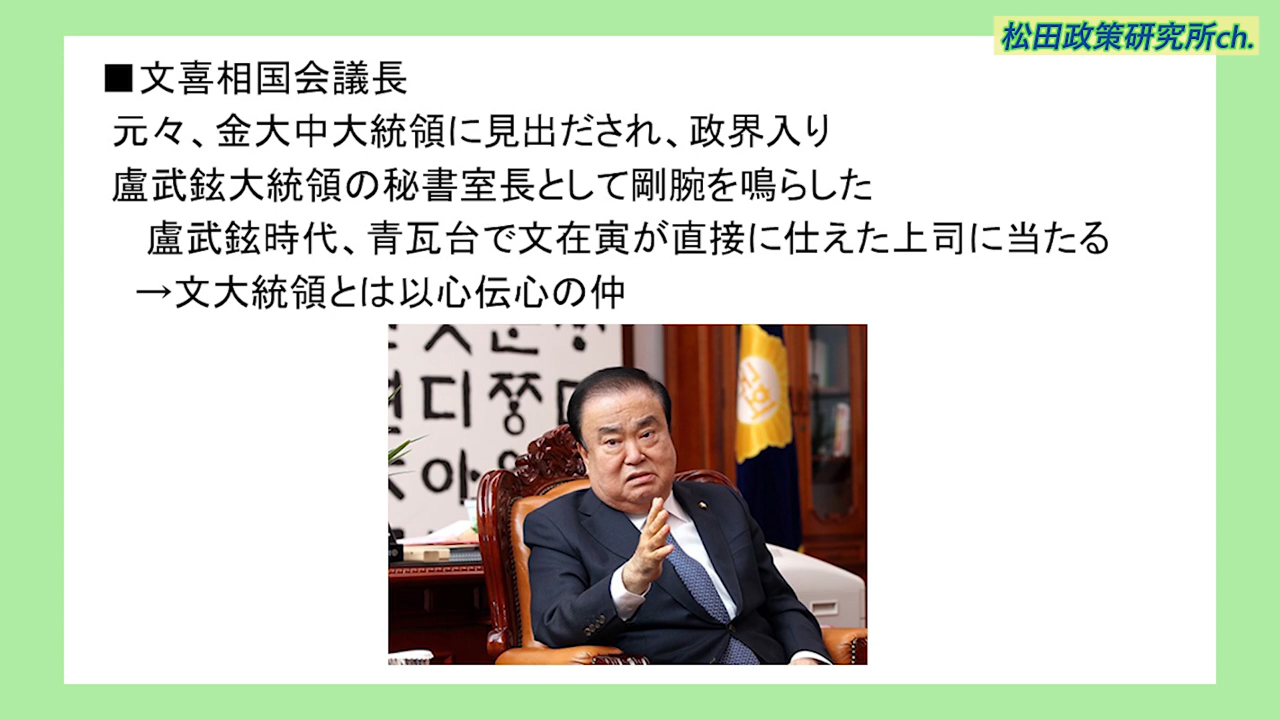 松田政策研究所ch.
■文喜相国会議長
元々、金大中大統領に見出だされ、政界入り
盧武鉉大統領の秘書室長として剛腕を鳴らした
盧武鉉時代、青瓦台で文在寅が直接に仕えた上司に当たる
→文大統領とは以心伝心の仲
국회
디쭝